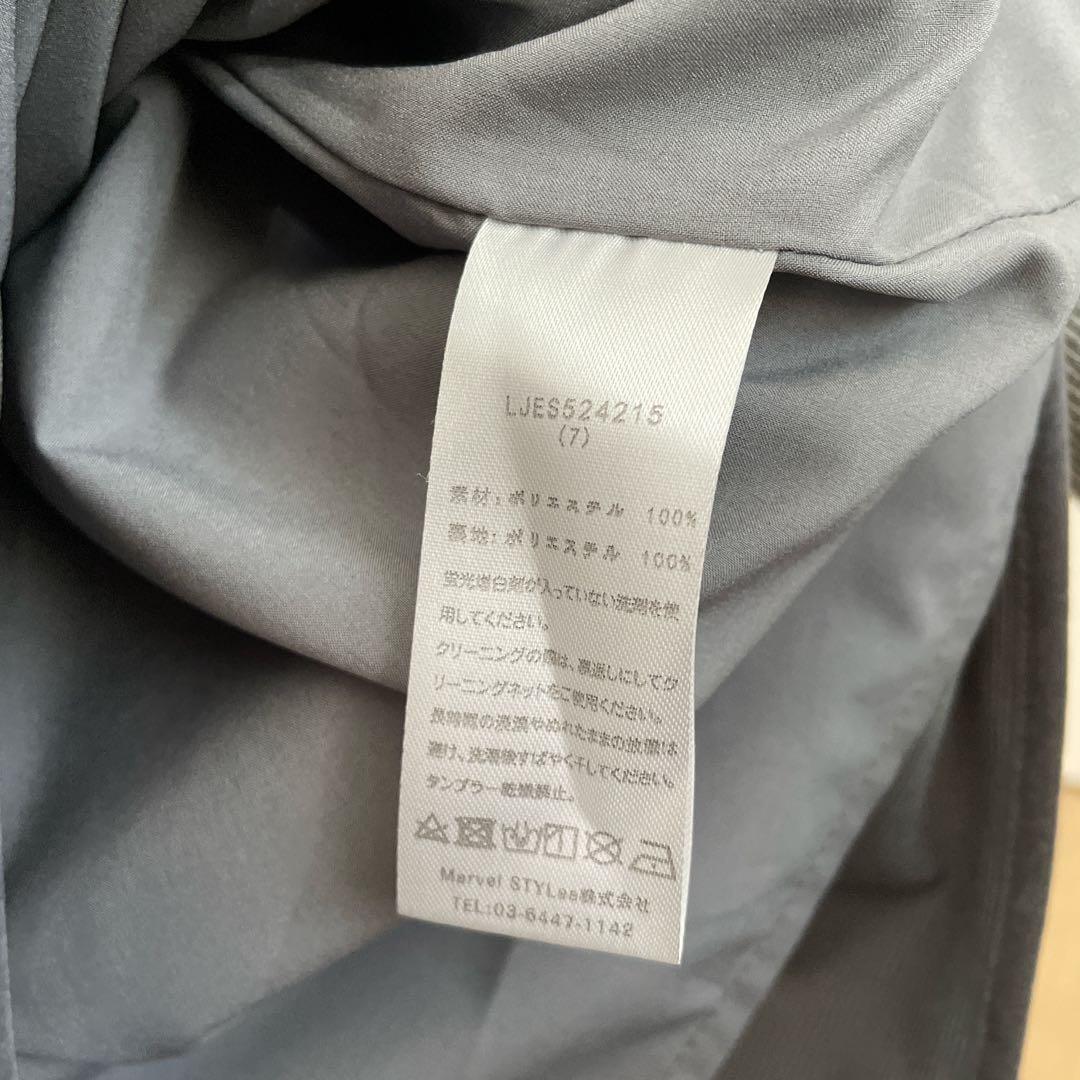 LJES524215
(7)
素材:ポリエステル 100%
裏地:ポリエステル 100%
蛍光増白剤が入っていない洗剤を使
用してください。
クリーニングの際は、裏返しにしてク
リーニングネットをご使用ください。
長時間の浸漬やぬれたままの放置は
避け、洗濯後すばやく干してください。
タンブラー乾燥禁止。
Marvel STYLes株式会社
TEL:03-6447-1142